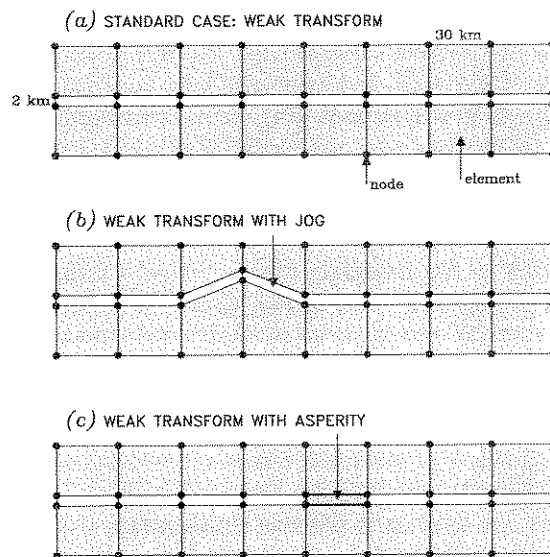 (a) STANDARD CASE: WEAK TRANSFORM
30 km
2 km
node
element
(b) WEAK TRANSFORM WITH JOG
(c) WEAK TRANSFORM WITH ASPERITY